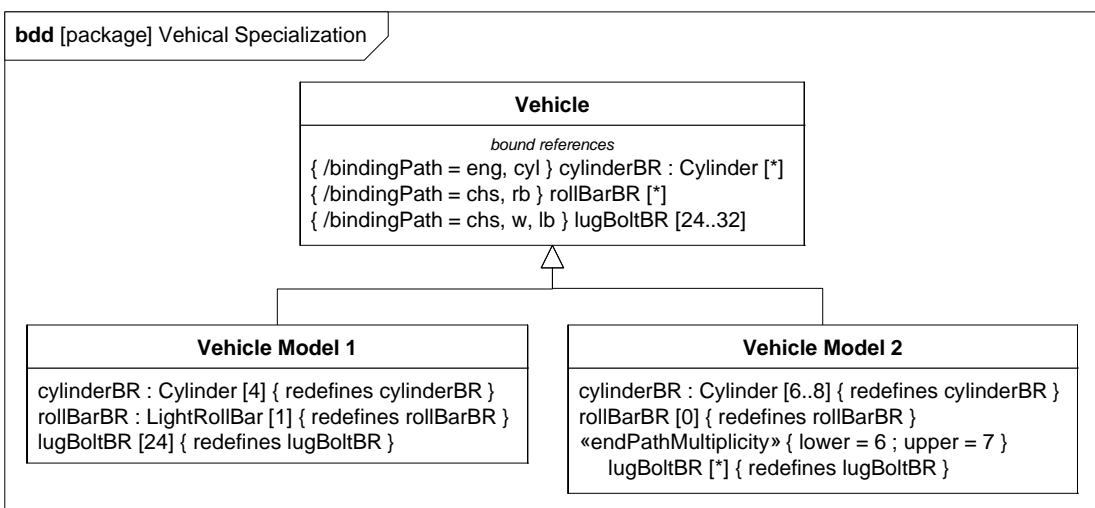 bdd [package] Vehical Specialization
Vehicle
bound references
{ /bindingPath = eng, cyl } cylinderBR : Cylinder [*]
{ /bindingPath = chs, rb } rollBarBR [*]
{ /bindingPath = chs, w, lb } lugBoltBR [24..32]
Vehicle Model 1
cylinderBR : Cylinder [4] { redefines cylinderBR }
rollBarBR : LightRollBar [1] { redefines rollBarBR }
lugBoltBR [24] { redefines lugBoltBR }
Vehicle Model 2
cylinderBR : Cylinder [6..8] { redefines cylinderBR }
rollBarBR [0] { redefines rollBarBR }
«endPathMultiplicity» { lower = 6 ; upper = 7 }
lugBoltBR [*] { redefines lugBoltBR }